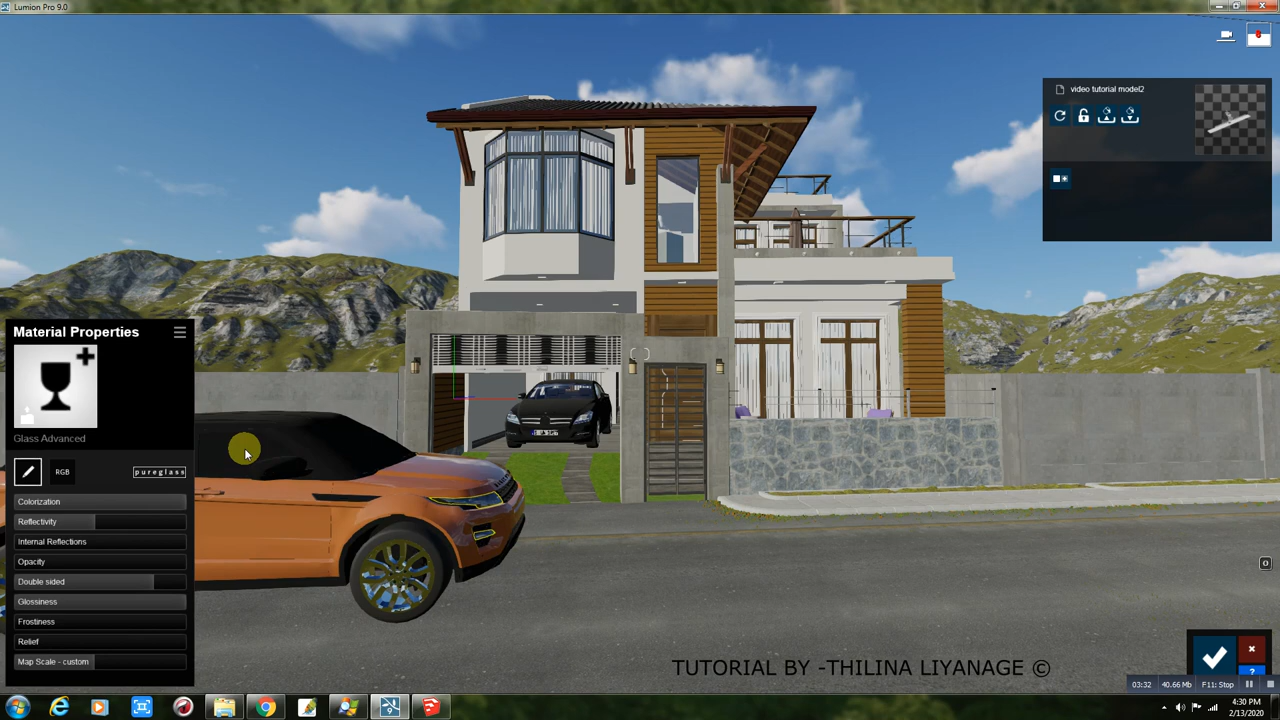 Lumion Pro 9.0
video tutorial model2
Material Properties
Glass Advanced
RGB
pureglass
Colorization
Reflectivity
Internal Reflections
Opacity
Double sided
Glossiness
Frostiness
Relief
Map Scale - custom
TUTORIAL BY -THILINA LIYANAGE ©
?
03:32 40.66 Mb F11: Stop
4:30 PM
2/13/2020